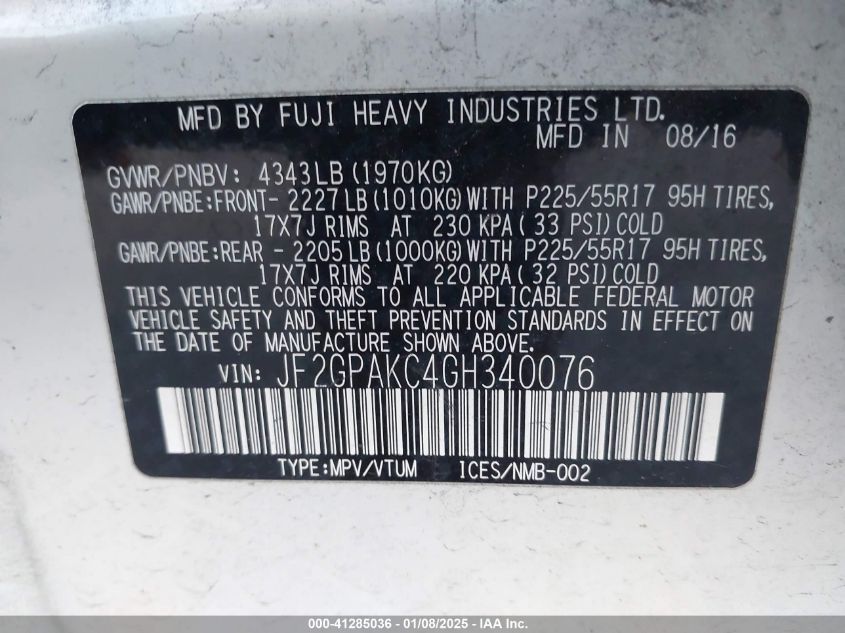 MFD BY FUJI HEAVY INDUSTRIES LTD.
MFD IN 08/16
GVWR/PNBV: 4343LB(1970KG)
GAWR/PNBE:FRONT- 2227LB(1010KG)WITH P225/55R17 95H TIRES,
17X7J RIMS AT 230 KPA(33 PSI)COLD
GAWR/PNBE:REAR - 2205LB(1000KG)WITH P225/55R17 95H TIRES,
17X7J RIMS AT 220 KPA(32 PSI)COLD
THIS VEHICLE CONFORMS TO ALL APPLICABLE FEDERAL MOTOR
VEHICLE SAFETY AND THEFT PREVENTION STANDARDS IN EFFECT ON
THE DATE OF MANUFACTURE SHOWN ABOVE.
VIN: JF2GPAKC4GH340076
TYPE:MPV/VTUM ICES/NMB-002
000-41285036 - 01/08/2025 - IAA Inc.